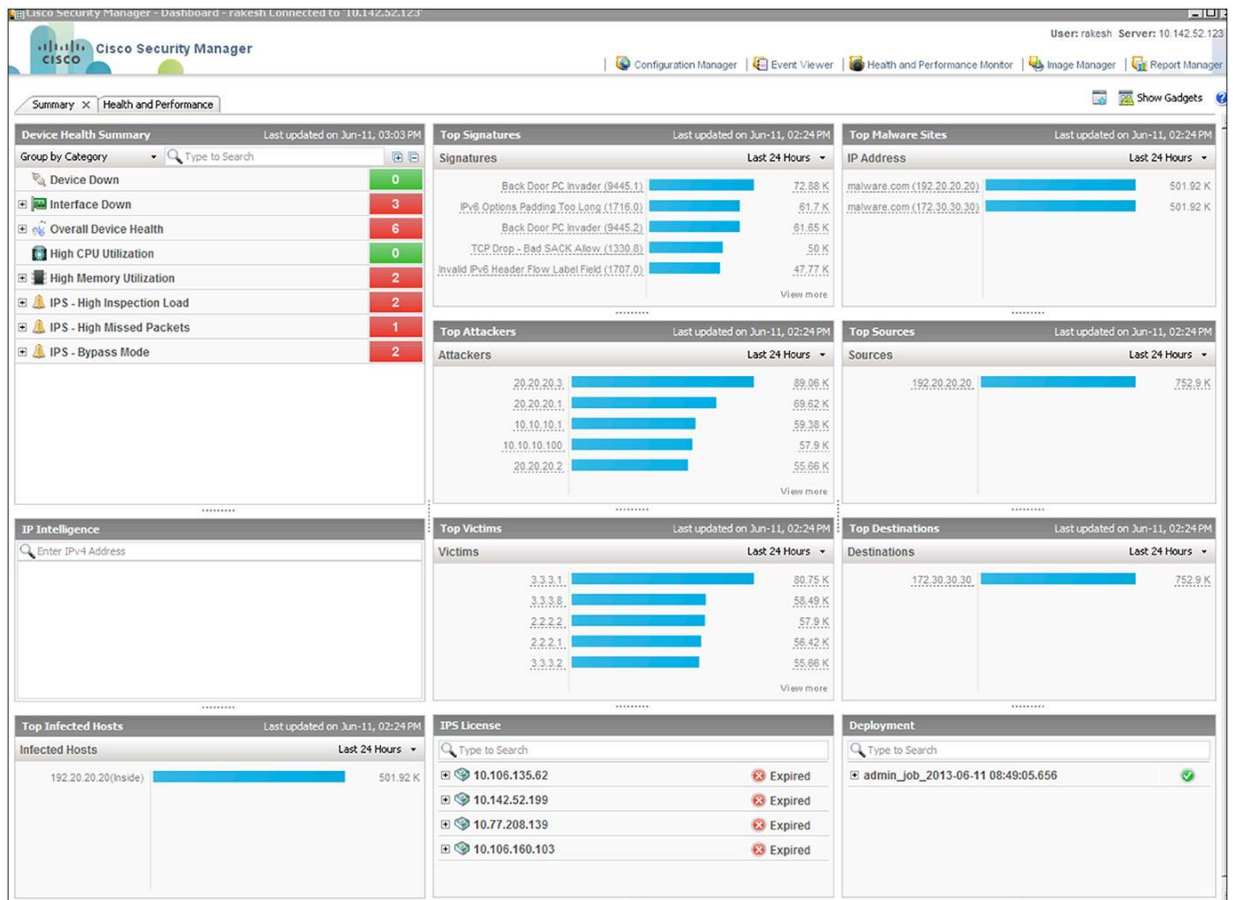 Cisco Security Manager - Dashboard - rakesh Connected to '10.142.52.123'
User: rakesh Server: 10.142.52.123
CISCO
Cisco Security Manager
Configuration Manager | Event Viewer | Health and Performance Monitor | Image Manager | Report Manager
Summary X Health and Performance
Show Gadgets ?
Device Health Summary Last updated on Jun-11, 03:03 PM
Group by Category Type to Search
Device Down 0
Interface Down 3
Overall Device Health 6
High CPU Utilization 0
High Memory Utilization 2
IPS - High Inspection Load 2
IPS - High Missed Packets 1
IPS - Bypass Mode 2
Top Signatures Last updated on Jun-11, 02:24 PM
Signatures Last 24 Hours
Back Door PC Invader (9445.1) 72.88 K
IPv6 Options Padding Too Long (1716.0) 61.7 K
Back Door PC Invader (9445.2) 61.65 K
TCP Drop - Bad SACK Allow (1330.8) 50 K
Invalid IPv6 Header Flow Label Field (1707.0) 47.77 K
View more
Top Malware Sites Last updated on Jun-11, 02:24 PM
IP Address Last 24 Hours
malware.com (192.20.20.20) 501.92 K
malware.com (172.30.30.30) 501.92 K
Top Attackers Last updated on Jun-11, 02:24 PM
Attackers Last 24 Hours
20.20.20.3 89.06 K
20.20.20.1 69.62 K
10.10.10.1 59.38 K
10.10.10.100 57.9 K
20.20.20.2 55.66 K
View more
Top Sources Last updated on Jun-11, 02:24 PM
Sources Last 24 Hours
192.20.20.20 752.9 K
IP Intelligence
Enter IPv4 Address
Top Victims Last updated on Jun-11, 02:24 PM
Victims Last 24 Hours
3.3.3.1 80.75 K
3.3.3.8 58.49 K
2.2.2.2 57.9 K
2.2.2.1 56.42 K
3.3.3.2 55.66 K
View more
Top Destinations Last updated on Jun-11, 02:24 PM
Destinations Last 24 Hours
172.30.30.30 752.9 K
Top Infected Hosts Last updated on Jun-11, 02:24 PM
Infected Hosts Last 24 Hours
192.20.20.20(Inside) 501.92 K
IPS License
Type to Search
10.106.135.62 Expired
10.142.52.199 Expired
10.77.208.139 Expired
10.106.160.103 Expired
Deployment
Type to Search
admin_job_2013-06-11 08:49:05.656